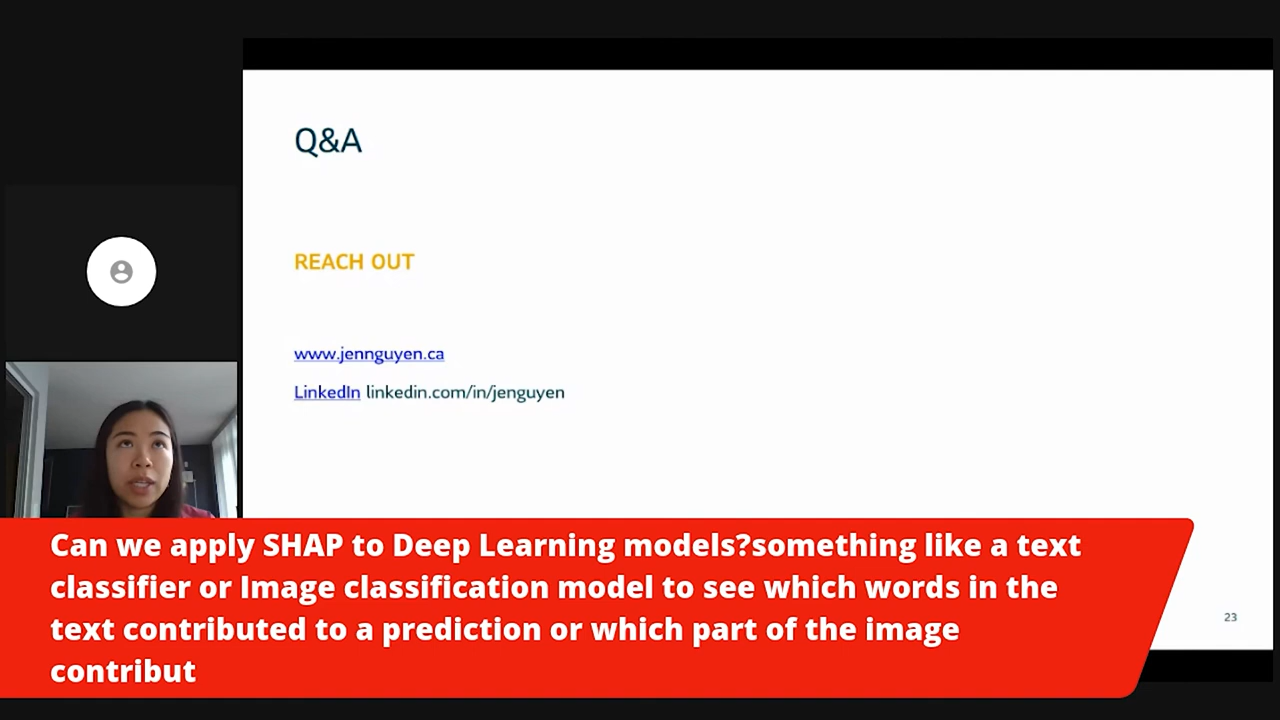 Q&A
REACH OUT
www.jennguyen.ca
LinkedIn linkedin.com/in/jenguyen
23
Can we apply SHAP to Deep Learning models?something like a text
classifier or Image classification model to see which words in the
text contributed to a prediction or which part of the image
contribut